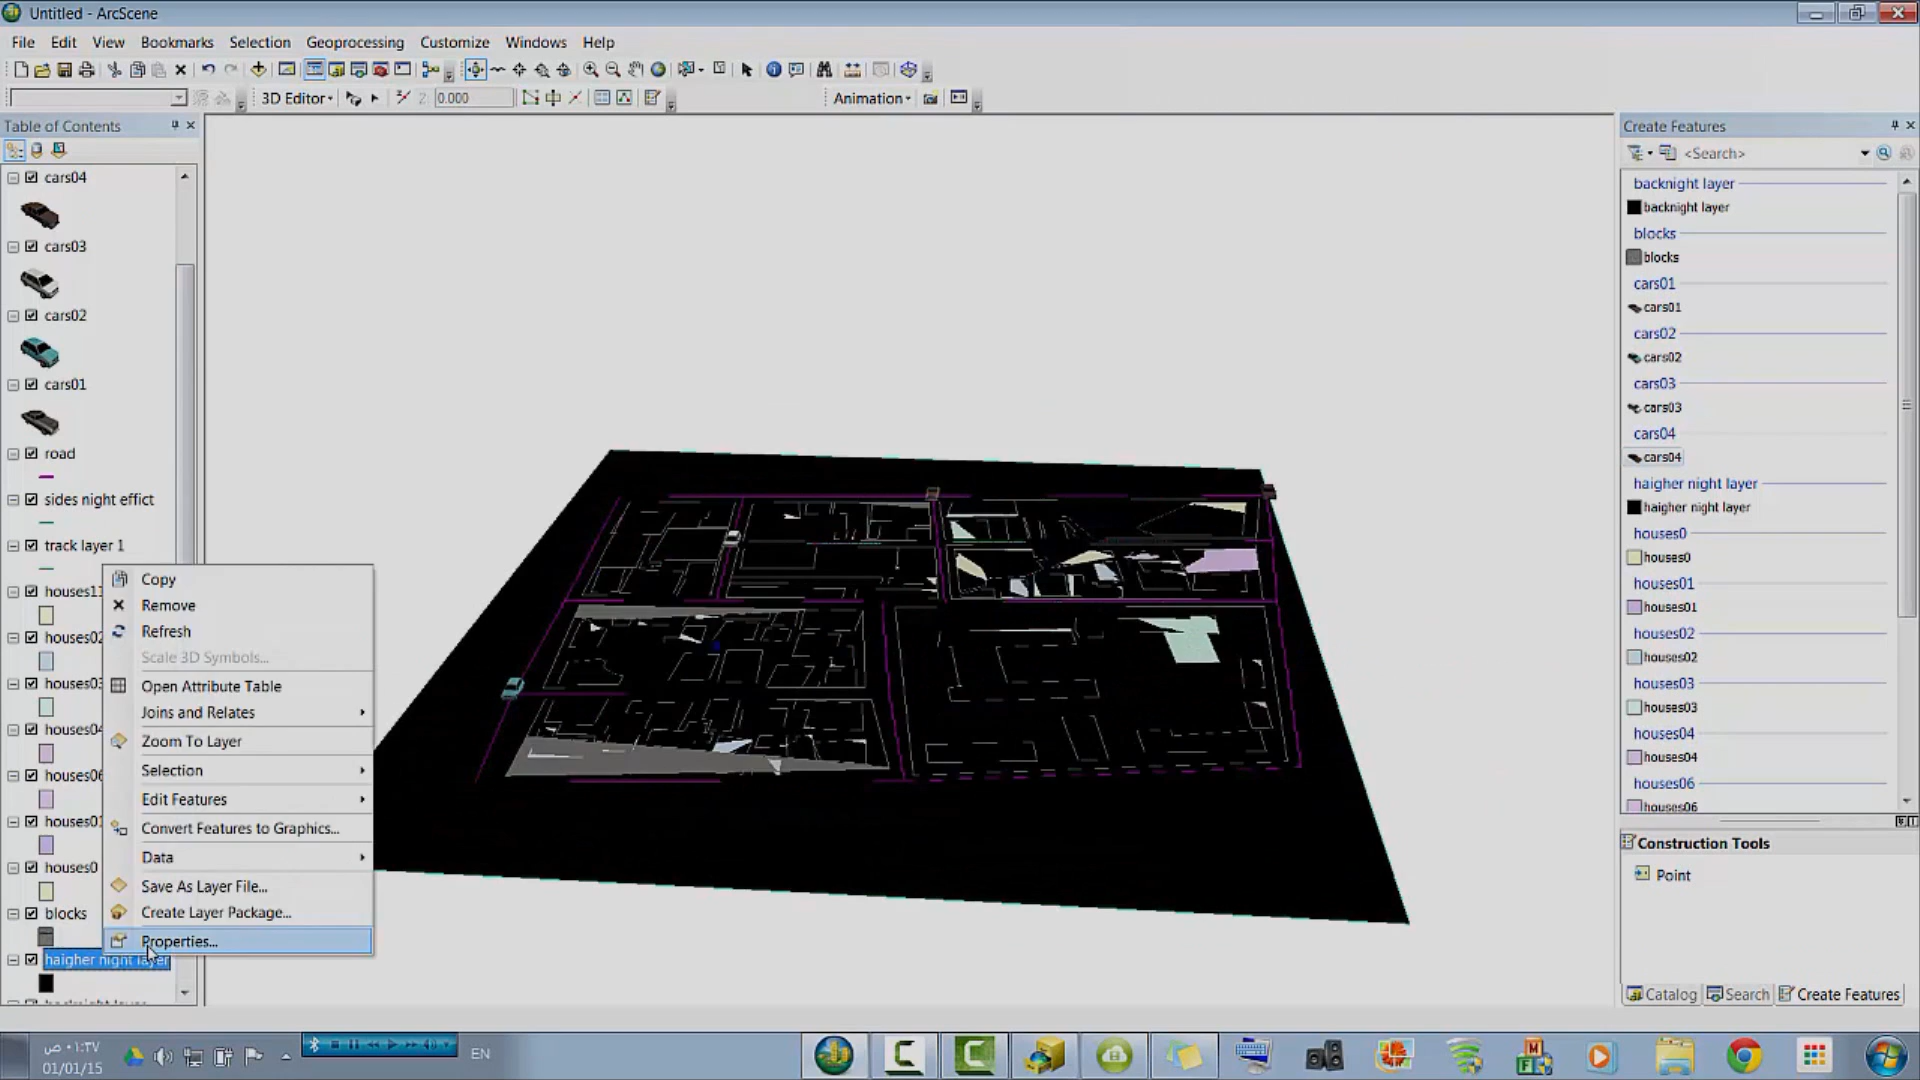 Untitled - ArcScene
File Edit View Bookmarks Selection Geoprocessing Customize Windows Help
3D Editor Z: 0.000 Animation
Table of Contents
cars04
cars03
cars02
cars01
road
sides night effict
track layer 1
houses11
houses02
houses03
houses04
houses06
houses01
houses0
blocks
haigher night layer
Copy
Remove
Refresh
Scale 3D Symbols...
Open Attribute Table
Joins and Relates
Zoom To Layer
Selection
Edit Features
Convert Features to Graphics...
Data
Save As Layer File...
Create Layer Package...
Properties...
Create Features
<Search>
backnight layer
backnight layer
blocks
blocks
cars01
cars01
cars02
cars02
cars03
cars03
cars04
cars04
haigher night layer
haigher night layer
houses0
houses0
houses01
houses01
houses02
houses02
houses03
houses03
houses04
houses04
houses06
houses06
Construction Tools
Point
Catalog Search Create Features
ص ٠١:٣٧
01/01/15
EN